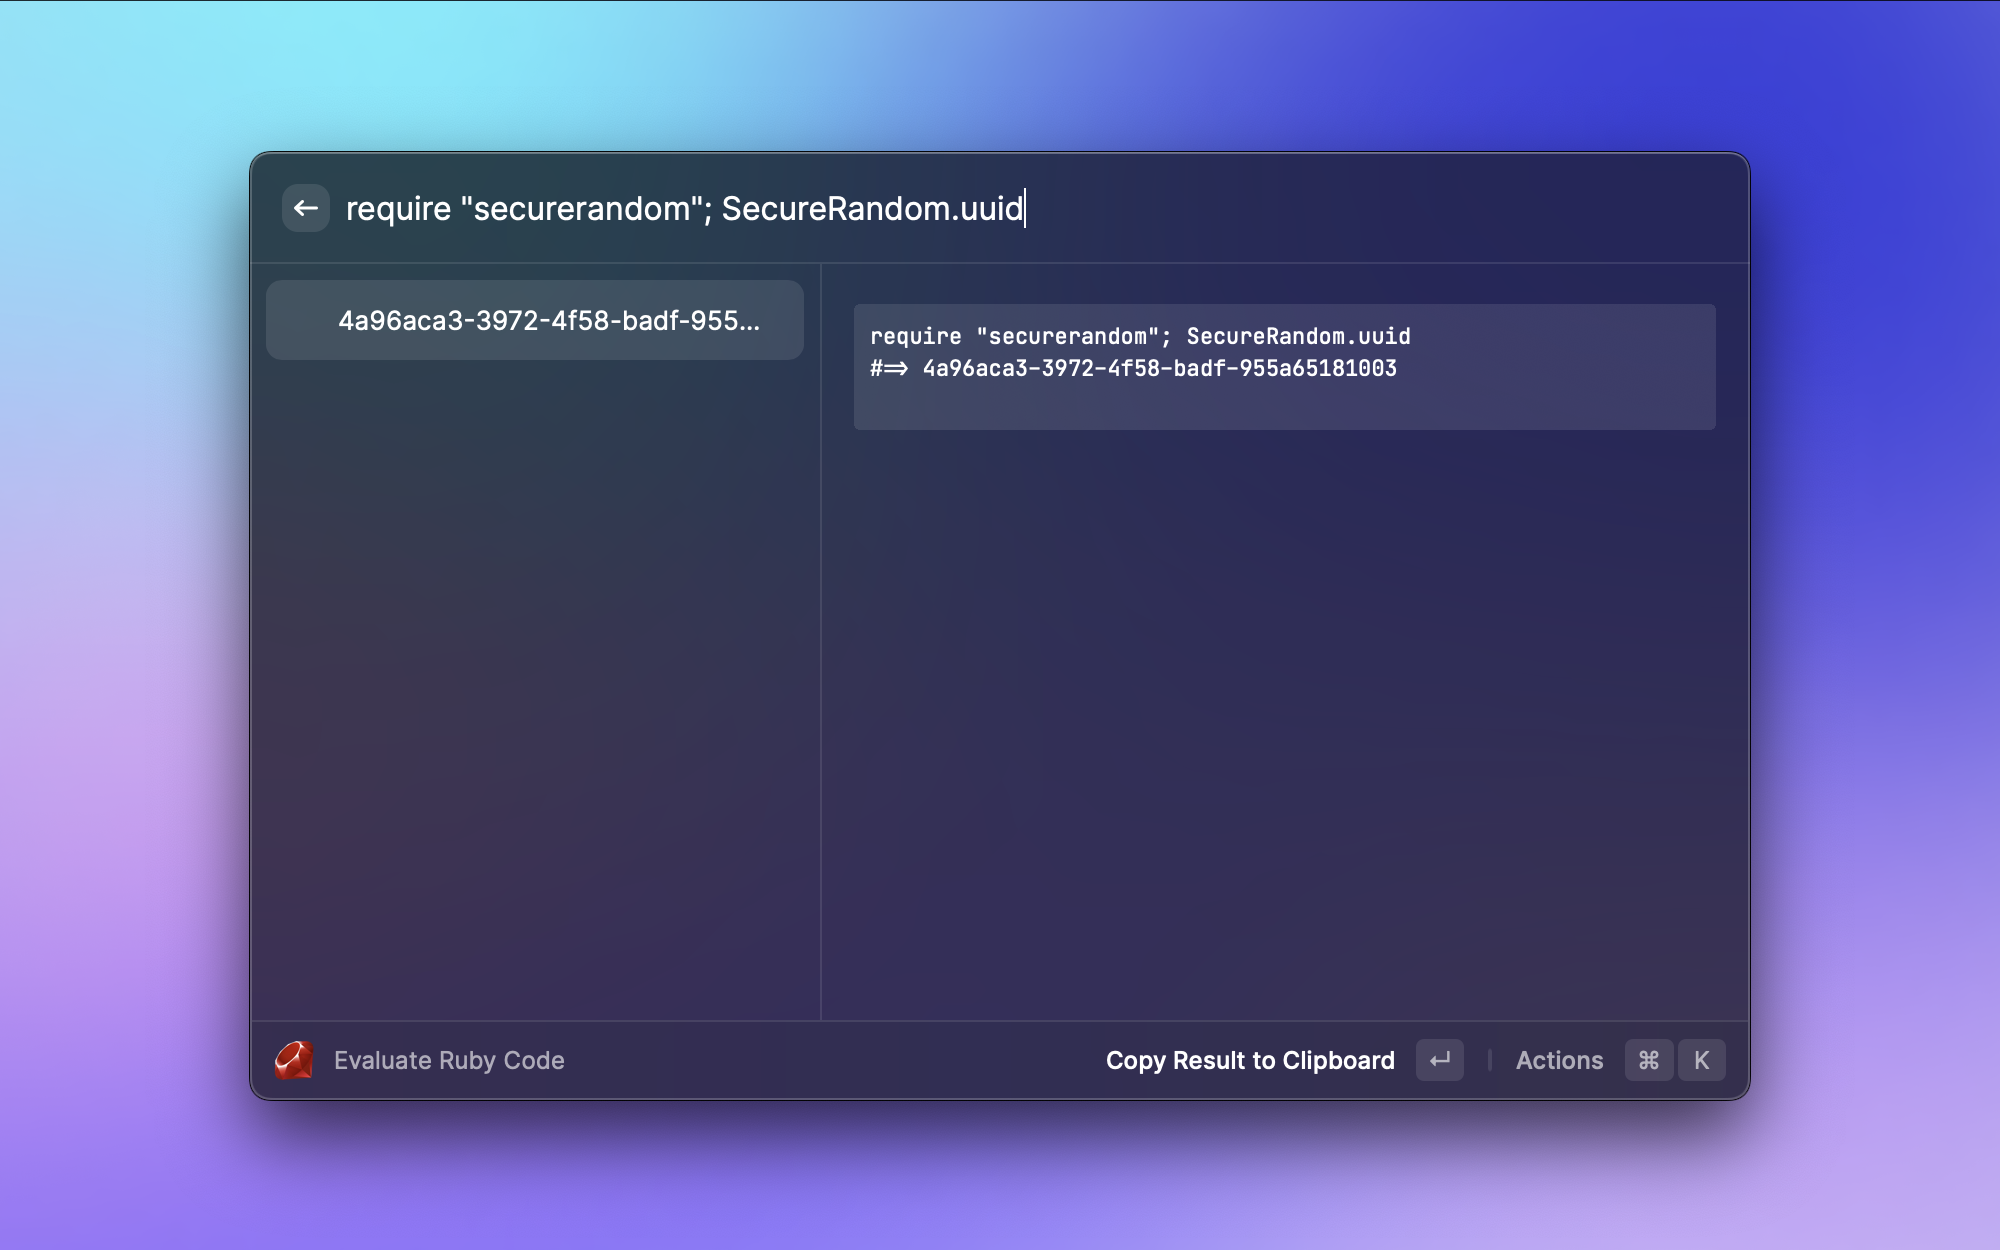 require "securerandom"; SecureRandom.uuid
4a96aca3-3972-4f58-badf-955...
require "securerandom"; SecureRandom.uuid
#=> 4a96aca3-3972-4f58-badf-955a65181003
Evaluate Ruby Code
Copy Result to Clipboard ↵ | Actions ⌘ K